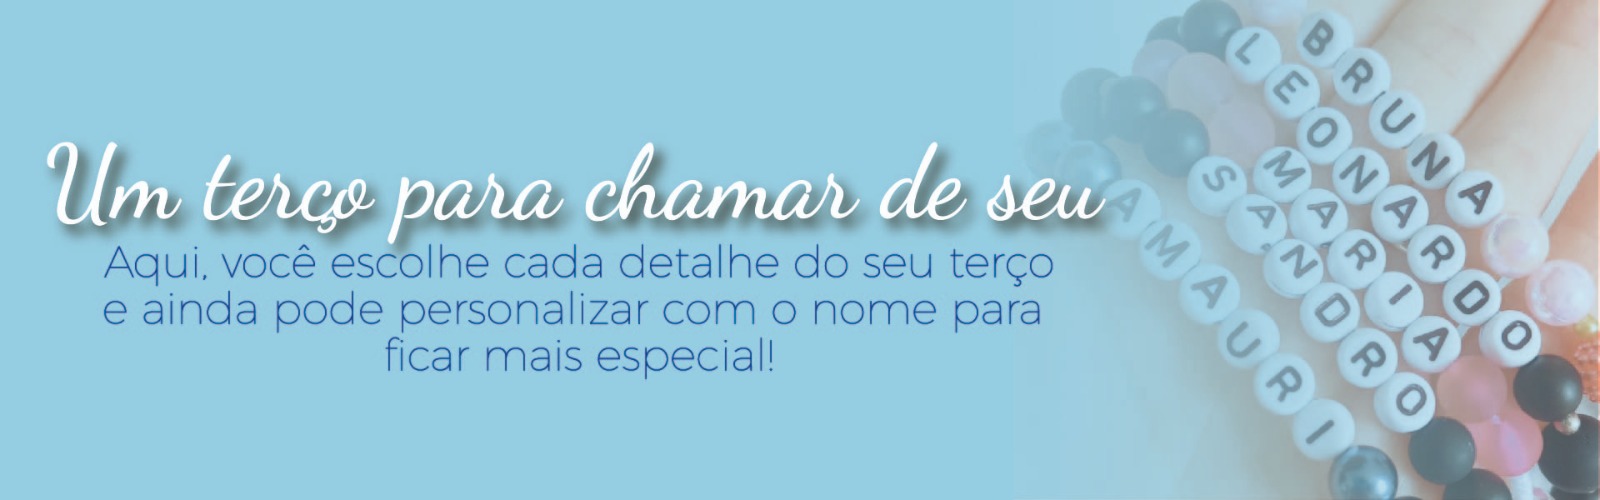 Um terço para chamar de seu
Aqui, você escolhe cada detalhe do seu terço
e ainda pode personalizar com o nome para
ficar mais especial!
BRUNA
LEONARDO
MARIA
SANDRO
AMAURI